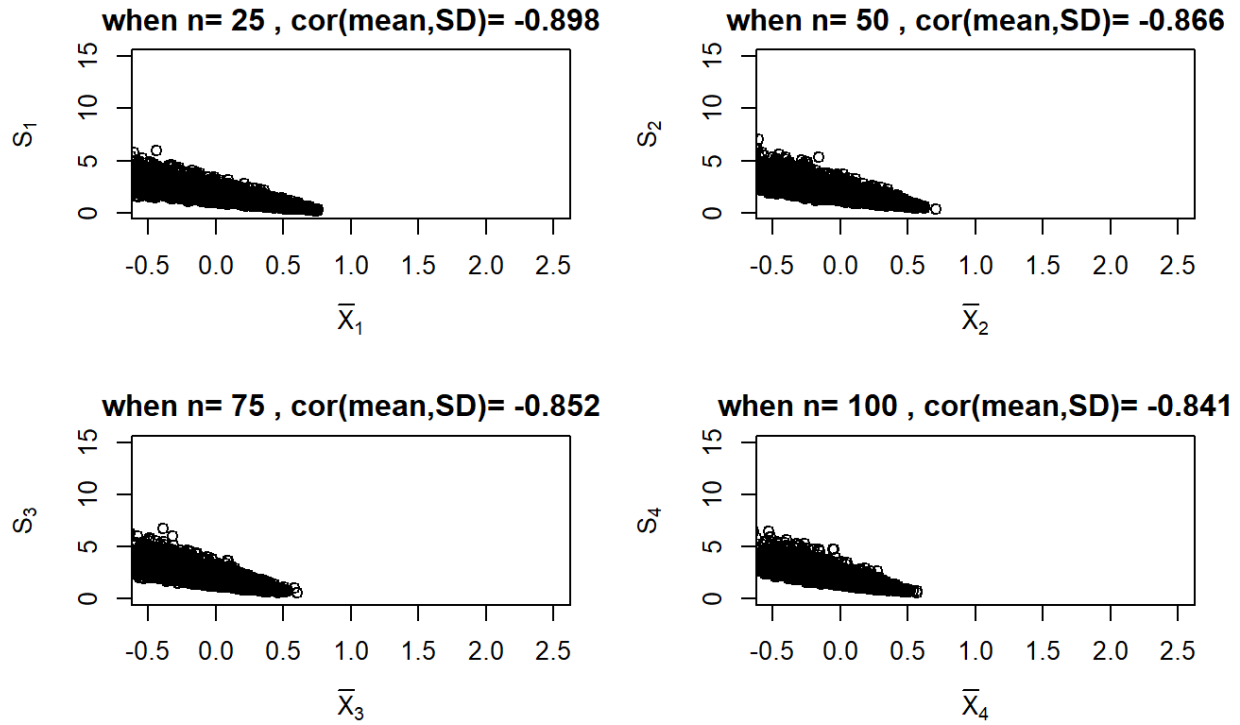 when n= 25 , cor(mean,SD)= -0.898
15
10
5
0
S₁
-0.5 0.0 0.5 1.0 1.5 2.0 2.5
X̅₁
when n= 50 , cor(mean,SD)= -0.866
15
10
5
0
S₂
-0.5 0.0 0.5 1.0 1.5 2.0 2.5
X̅₂
when n= 75 , cor(mean,SD)= -0.852
15
10
5
0
S₃
-0.5 0.0 0.5 1.0 1.5 2.0 2.5
X̅₃
when n= 100 , cor(mean,SD)= -0.841
15
10
5
0
S₄
-0.5 0.0 0.5 1.0 1.5 2.0 2.5
X̅₄